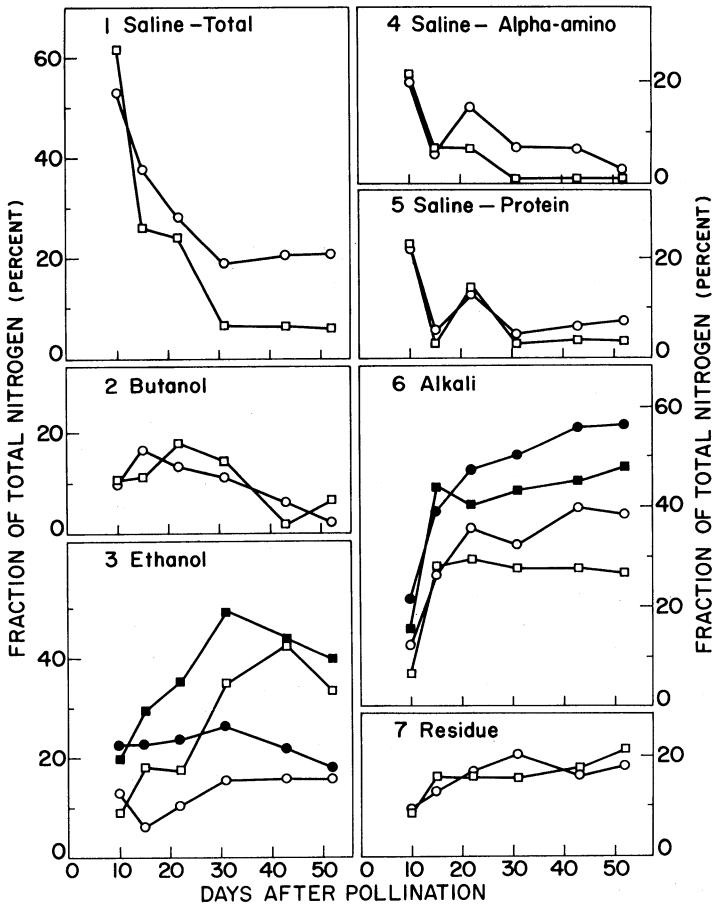 1 Saline – Total
60
40
20
0
2 Butanol
20
0
3 Ethanol
40
20
0
0 10 20 30 40 50
4 Saline – Alpha-amino
20
0
5 Saline – Protein
20
0
6 Alkali
60
40
20
0
7 Residue
20
0
0 10 20 30 40 50
DAYS AFTER POLLINATION
FRACTION OF TOTAL NITROGEN (PERCENT)
FRACTION OF TOTAL NITROGEN (PERCENT)